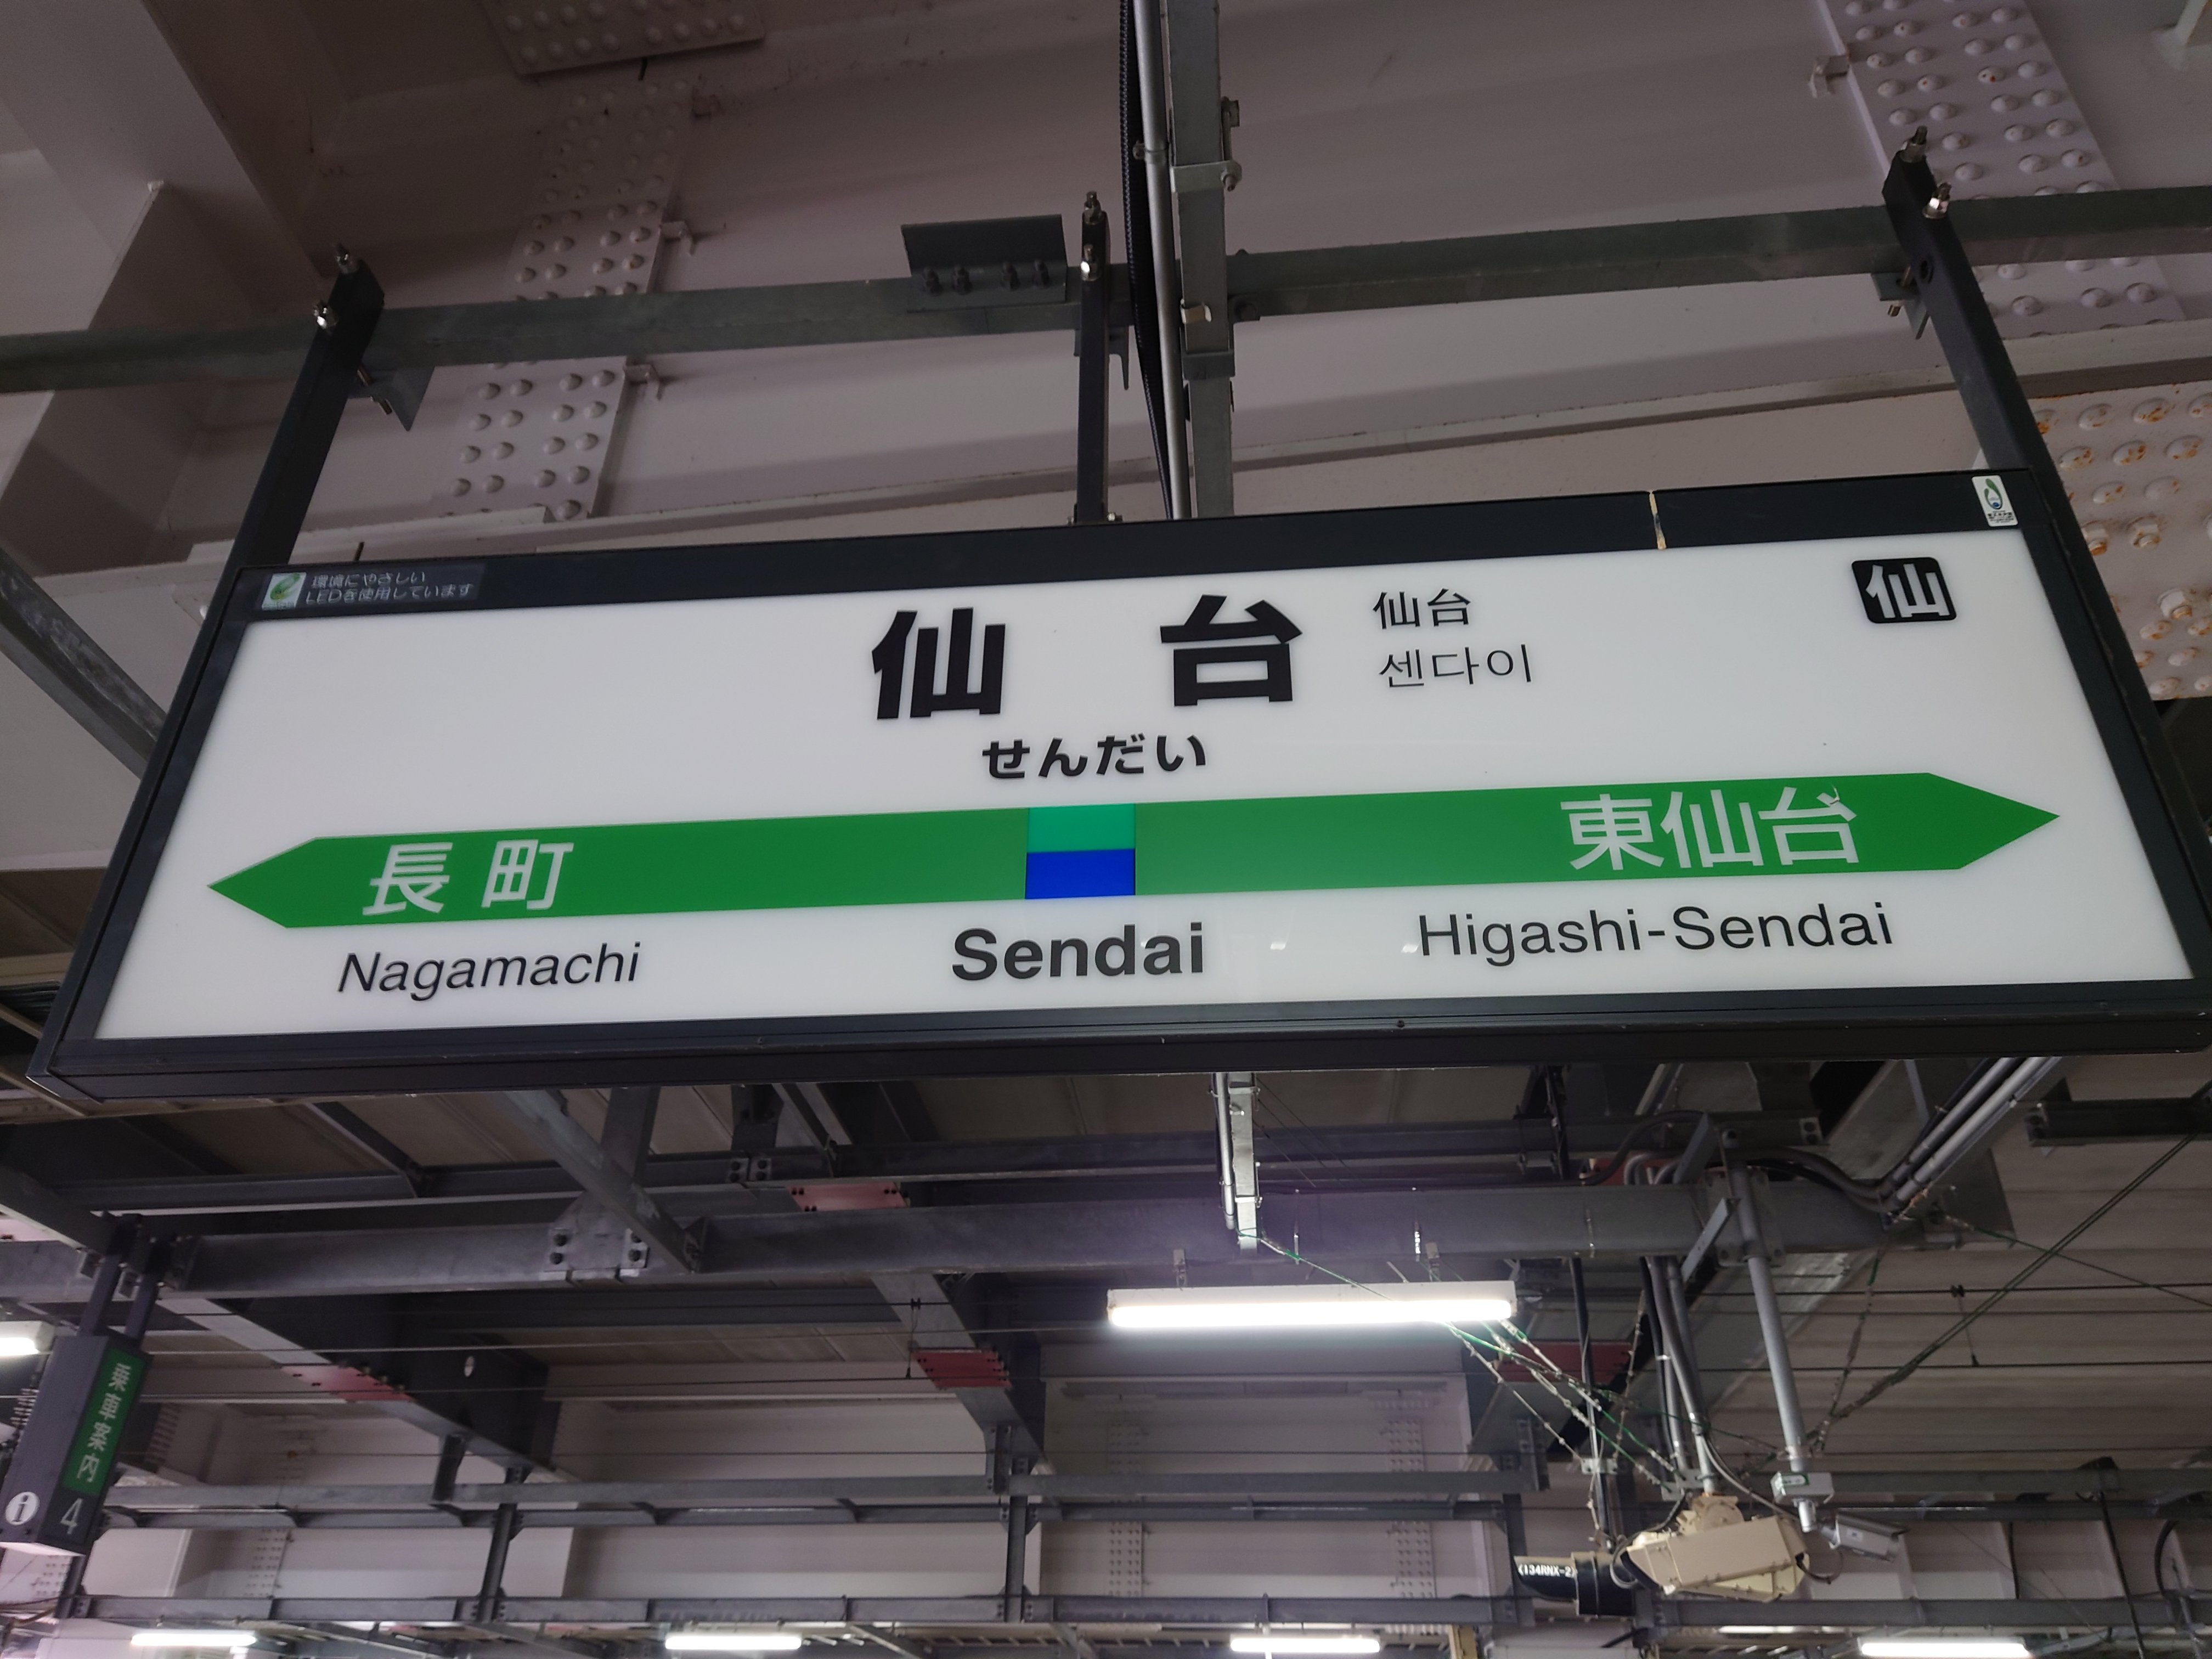 環境にやさしい
LEDを使用しています
仙台
仙台
센다이
仙
せんだい
長町
東仙台
Nagamachi
Sendai
Higashi-Sendai
乗車案内
i
4